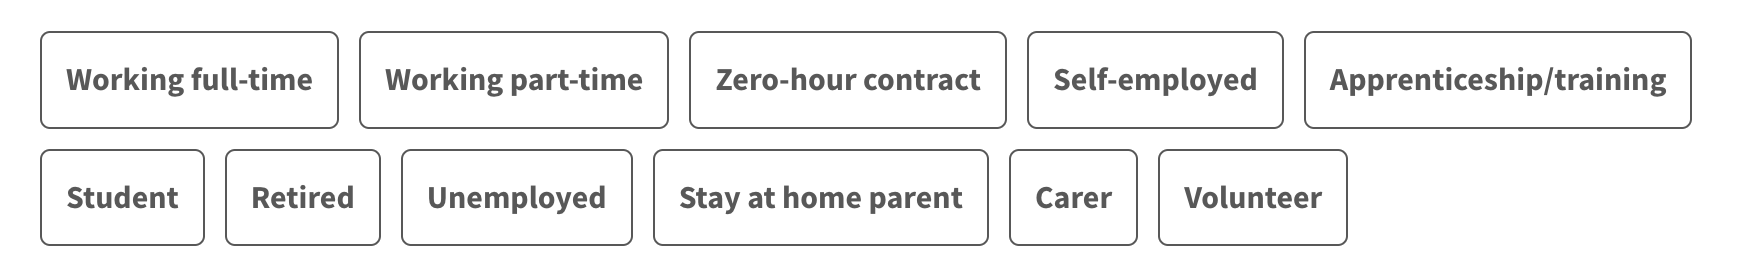 Working full-time Working part-time Zero-hour contract Self-employed Apprenticeship/training
Student Retired Unemployed Stay at home parent Carer Volunteer